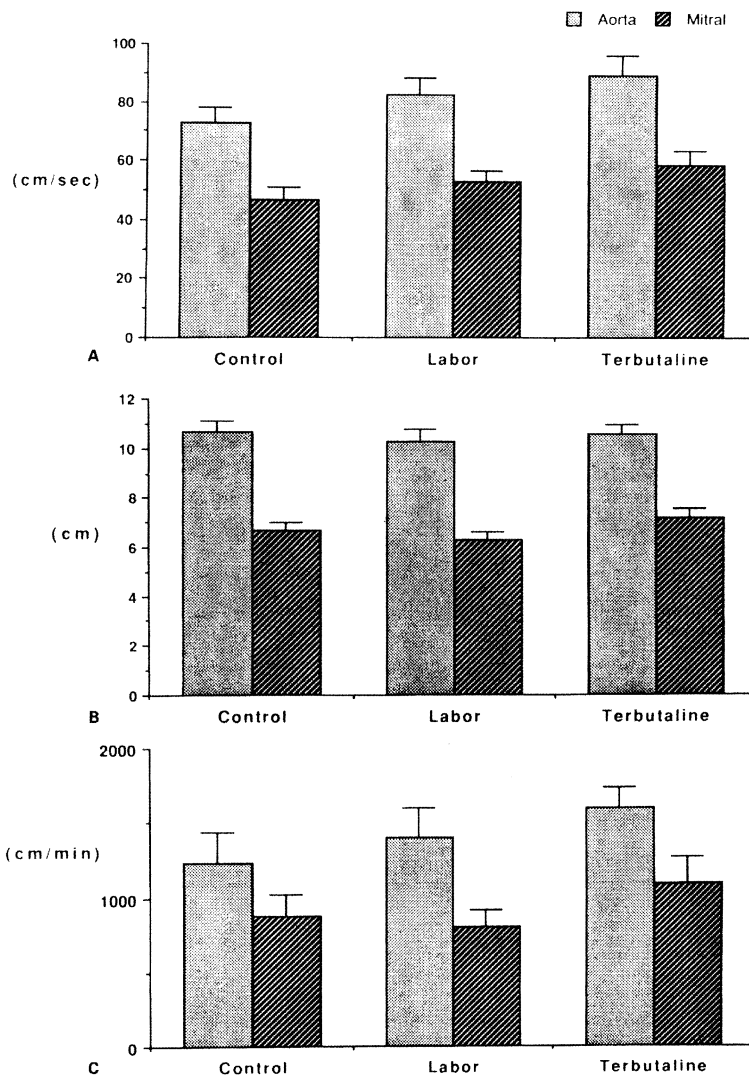 Aorta Mitral
100
80
60
(cm/sec)
40
20
0
A
Control Labor Terbutaline
12
10
8
(cm)
6
4
2
0
B
Control Labor Terbutaline
2000
(cm/min)
1000
0
C
Control Labor Terbutaline